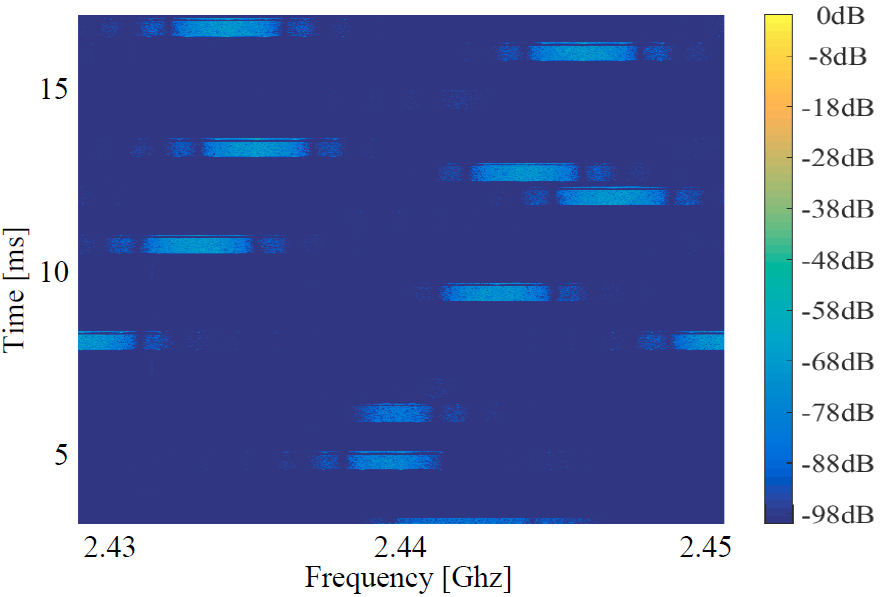 0dB
-8dB
-18dB
-28dB
-38dB
-48dB
-58dB
-68dB
-78dB
-88dB
-98dB
15
10
5
Time [ms]
2.43 2.44 2.45
Frequency [Ghz]